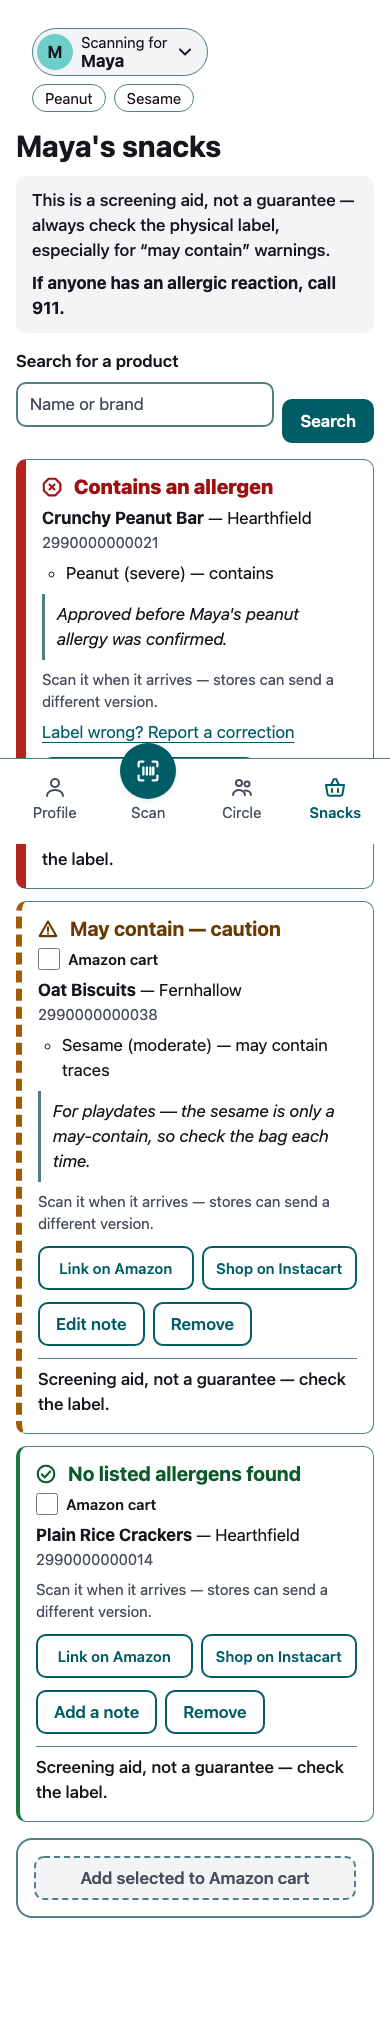 M
Scanning for
Maya
Peanut
Sesame
Maya's snacks
This is a screening aid, not a guarantee —
always check the physical label,
especially for “may contain” warnings.
If anyone has an allergic reaction, call
911.
Search for a product
Name or brand
Search
Contains an allergen
Crunchy Peanut Bar — Hearthfield
2990000000021
Peanut (severe) — contains
Approved before Maya's peanut
allergy was confirmed.
Scan it when it arrives — stores can send a
different version.
Label wrong? Report a correction
Profile
Scan
Circle
Snacks
the label.
May contain — caution
Amazon cart
Oat Biscuits — Fernhallow
2990000000038
Sesame (moderate) — may contain
traces
For playdates — the sesame is only a
may-contain, so check the bag each
time.
Scan it when it arrives — stores can send a
different version.
Link on Amazon
Shop on Instacart
Edit note
Remove
Screening aid, not a guarantee — check
the label.
No listed allergens found
Amazon cart
Plain Rice Crackers — Hearthfield
2990000000014
Scan it when it arrives — stores can send a
different version.
Link on Amazon
Shop on Instacart
Add a note
Remove
Screening aid, not a guarantee — check
the label.
Add selected to Amazon cart